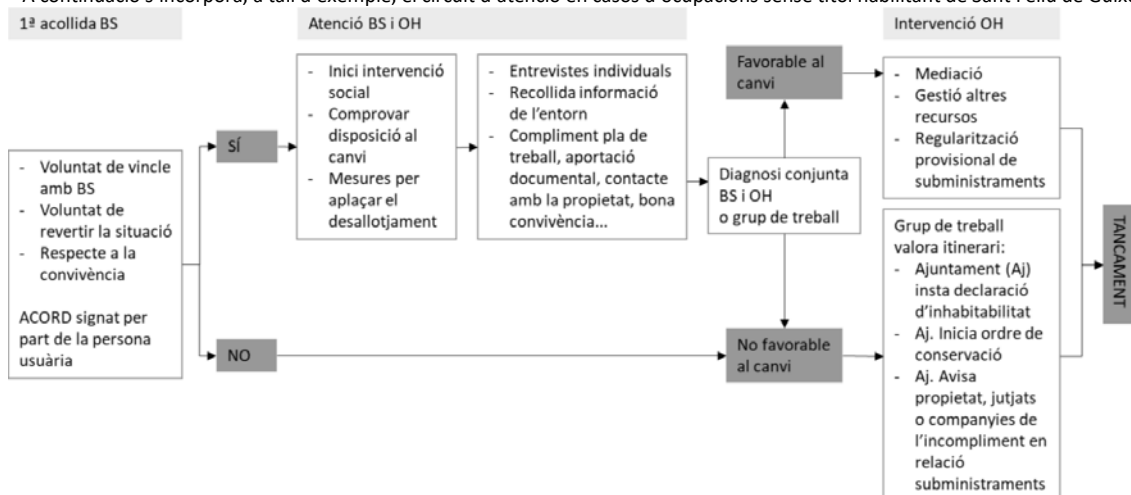 A continuació s'incorpora, a tall d'exemple, el circuit d'atenció en casos d'ocupacions sense títol habilitant de Sant Feliu de
1ª acollida BS
Atenció BS i OH
Intervenció OH
- Voluntat de vincle
amb BS
- Voluntat de
revertir la situació
- Respecte a la
convivència
ACORD signat per
part de la persona
usuària
SÍ
NO
- Inici intervenció
social
- Comprovar
disposició al
canvi
- Mesures per
aplaçar el
desallotjament
- Entrevistes individuals
- Recollida informació
de l'entorn
- Compliment pla de
treball, aportació
documental, contacte
amb la propietat, bona
convivència...
Favorable al
canvi
Diagnosi conjunta
BS i OH
o grup de treball
No favorable
al canvi
- Mediació
- Gestió altres
recursos
- Regularització
provisional de
subministraments
Grup de treball
valora itinerari:
- Ajuntament (Aj)
insta declaració
d'inhabitabilitat
- Aj. Inicia ordre de
conservació
- Aj. Avisa
propietat, jutjats
o companyies de
l'incompliment en
relació
subministraments
TANCAMENT